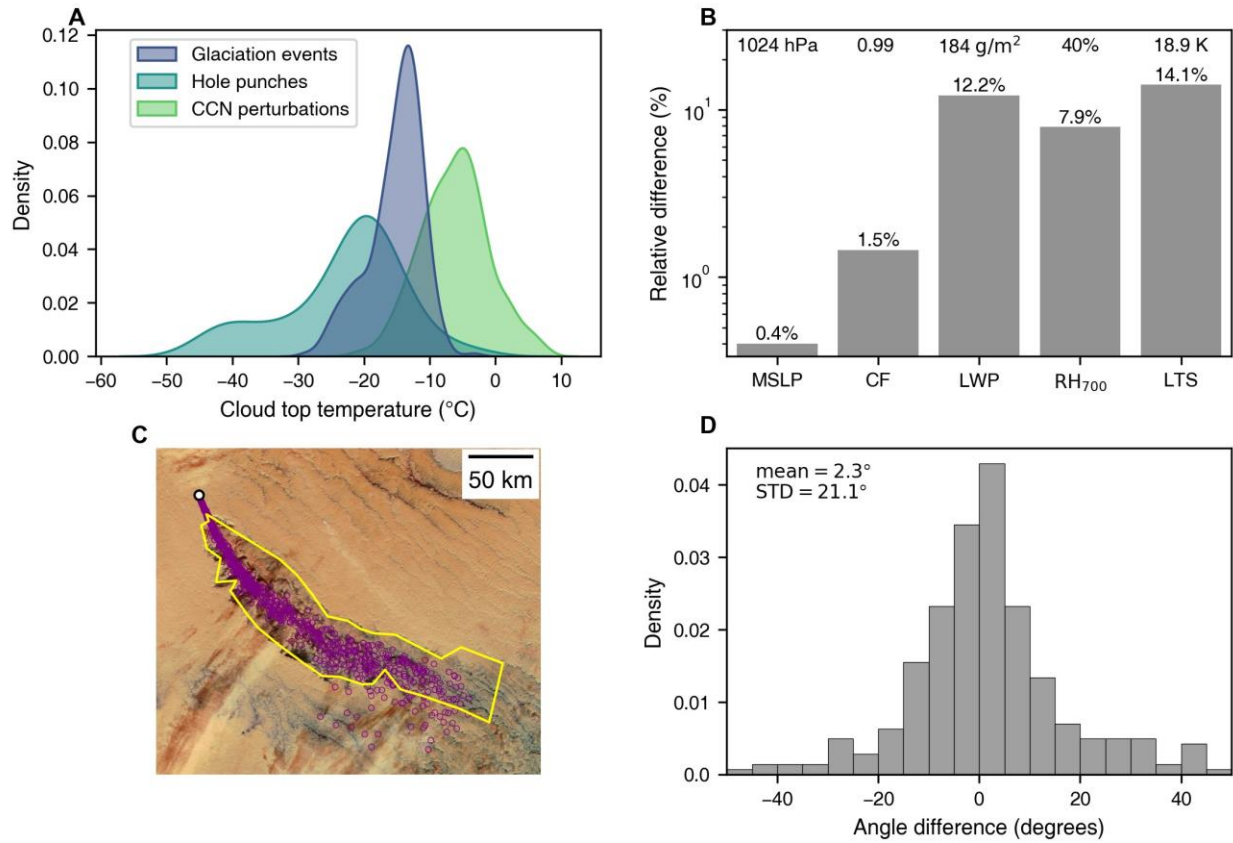 A
0.12
0.10
0.08
0.06
0.04
0.02
0.00
Density
Glaciation events
Hole punches
CCN perturbations
−60 −50 −40 −30 −20 −10 0 10
Cloud top temperature (°C)
B
1024 hPa 0.99 184 g/m² 40% 18.9 K
0.4% 1.5% 12.2% 7.9% 14.1%
10¹
10⁰
Relative difference (%)
MSLP CF LWP RH₇₀₀ LTS
C
50 km
D
mean = 2.3°
STD = 21.1°
0.04
0.03
0.02
0.01
0.0
Density
−40 −20 0 20 40
Angle difference (degrees)